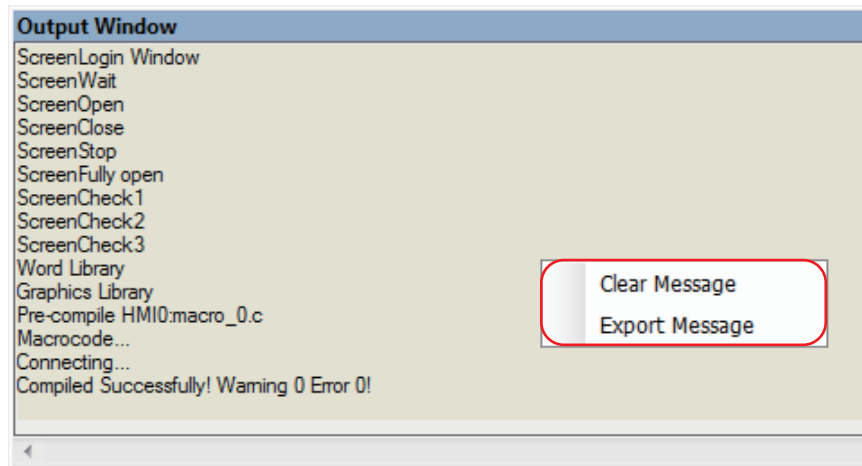 Output Window
ScreenLogin Window
ScreenWait
ScreenOpen
ScreenClose
ScreenStop
ScreenFully open
ScreenCheck1
ScreenCheck2
ScreenCheck3
Word Library
Graphics Library
Pre-compile HMI0:macro_0.c
Macrocode...
Connecting...
Compiled Successfully! Warning 0 Error 0!
Clear Message
Export Message